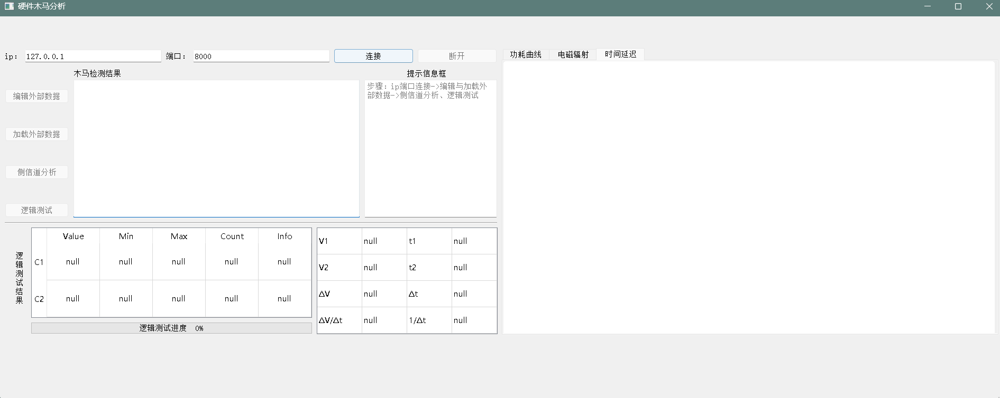 硬件木马分析
ip： 127.0.0.1 端口： 8000 连接 断开
功耗曲线 电磁辐射 时间延迟
木马检测结果 提示信息框
步骤：ip端口连接->编辑与加载外
部数据->侧信道分析、逻辑测试
编辑外部数据
加载外部数据
侧信道分析
逻辑测试
逻辑测试结果
Value Min Max Count Info
C1 null null null null null
C2 null null null null null
逻辑测试进度 0%
V1 null t1 null
V2 null t2 null
ΔV null Δt null
ΔV/Δt null 1/Δt null